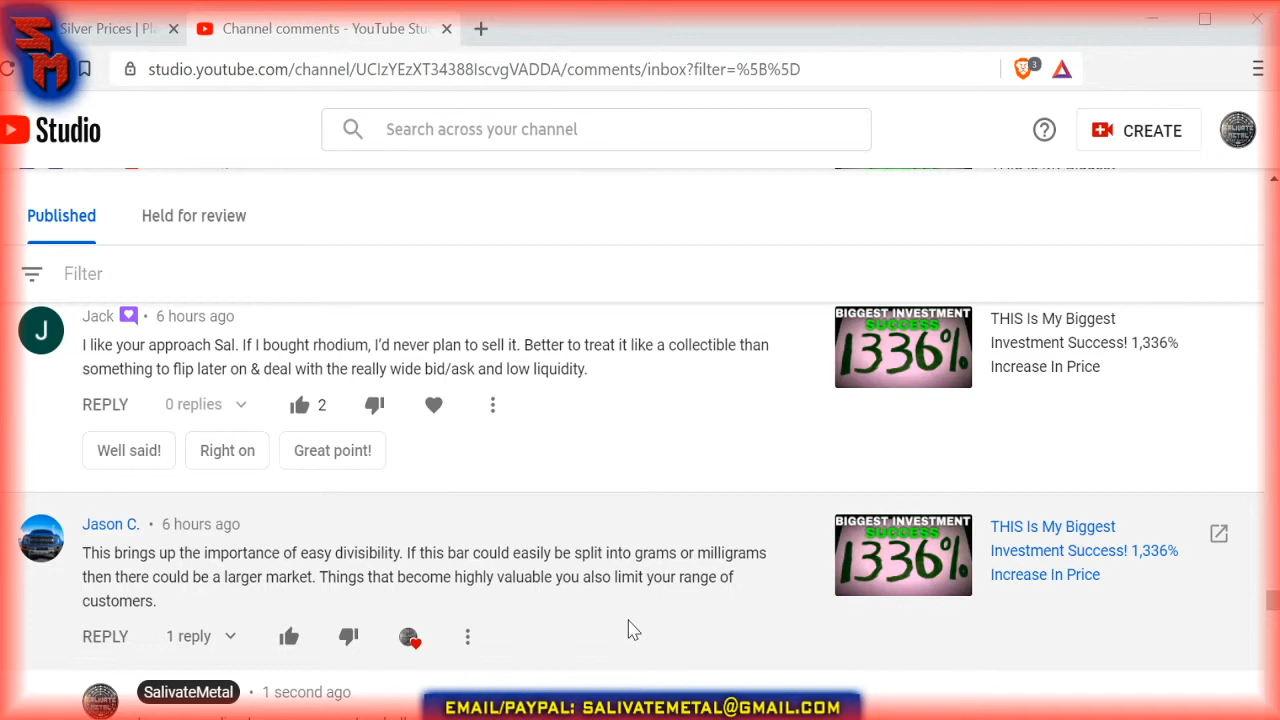 SM
Silver Prices | Pl
Channel comments - YouTube Stu
studio.youtube.com/channel/UCIzYEzXT34388IscvgVADDA/comments/inbox?filter=%5B%5D
3
Studio
Search across your channel
CREATE
Published
Held for review
Filter
Jack • 6 hours ago
I like your approach Sal. If I bought rhodium, I'd never plan to sell it. Better to treat it like a collectible than
something to flip later on & deal with the really wide bid/ask and low liquidity.
REPLY 0 replies 2
Well said! Right on Great point!
BIGGEST INVESTMENT
SUCCESS
1336%
THIS Is My Biggest
Investment Success! 1,336%
Increase In Price
Jason C. • 6 hours ago
This brings up the importance of easy divisibility. If this bar could easily be split into grams or milligrams
then there could be a larger market. Things that become highly valuable you also limit your range of
customers.
REPLY 1 reply
BIGGEST INVESTMENT
SUCCESS
1336%
THIS Is My Biggest
Investment Success! 1,336%
Increase In Price
SalivateMetal • 1 second ago
EMAIL/PAYPAL: SALIVATEMETAL@GMAIL.COM